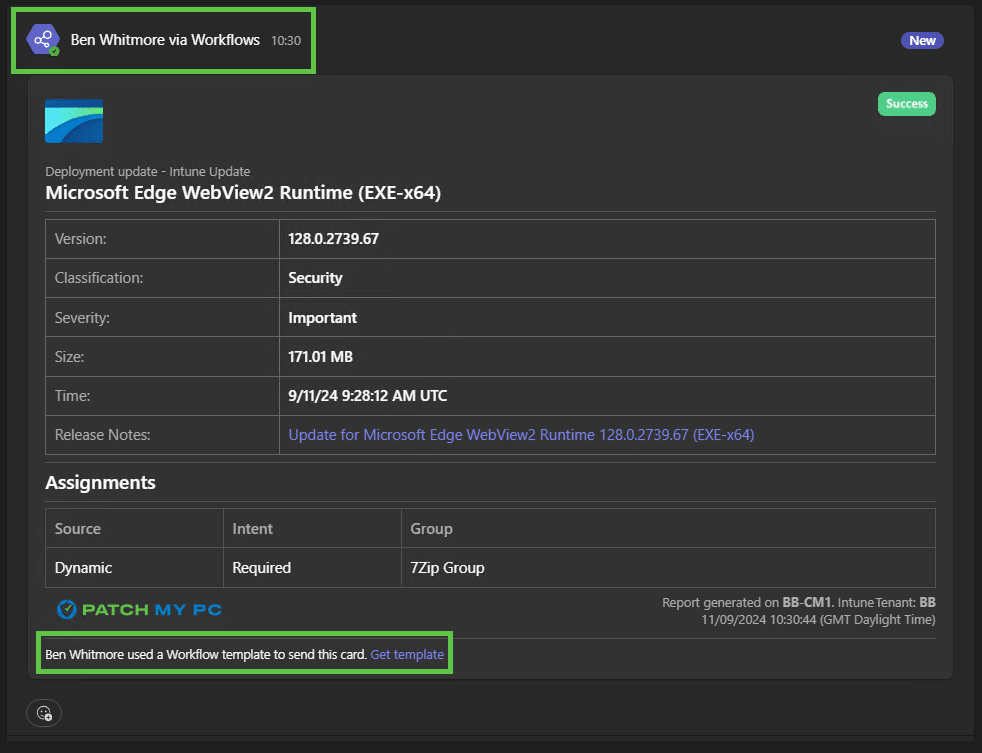 Ben Whitmore via Workflows 10:30
New
Success
Deployment update - Intune Update
Microsoft Edge WebView2 Runtime (EXE-x64)
Version: 128.0.2739.67
Classification: Security
Severity: Important
Size: 171.01 MB
Time: 9/11/24 9:28:12 AM UTC
Release Notes: Update for Microsoft Edge WebView2 Runtime 128.0.2739.67 (EXE-x64)
Assignments
Source Intent Group
Dynamic Required 7Zip Group
PATCH MY PC
Report generated on BB-CM1. Intune Tenant: BB
11/09/2024 10:30:44 (GMT Daylight Time)
Ben Whitmore used a Workflow template to send this card. Get template